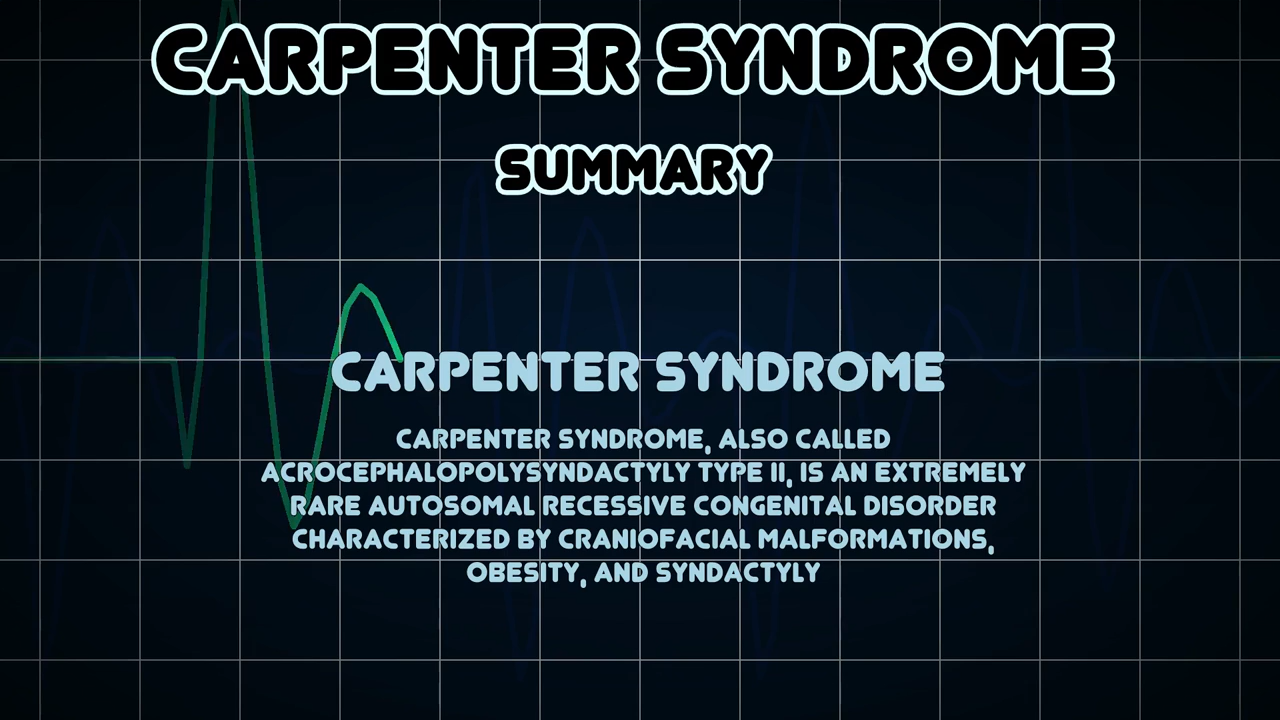 CARPENTER SYNDROME
SUMMARY
CARPENTER SYNDROME
CARPENTER SYNDROME, ALSO CALLED
ACROCEPHALOPOLYSYNDACTYLY TYPE II, IS AN EXTREMELY
RARE AUTOSOMAL RECESSIVE CONGENITAL DISORDER
CHARACTERIZED BY CRANIOFACIAL MALFORMATIONS,
OBESITY, AND SYNDACTYLY